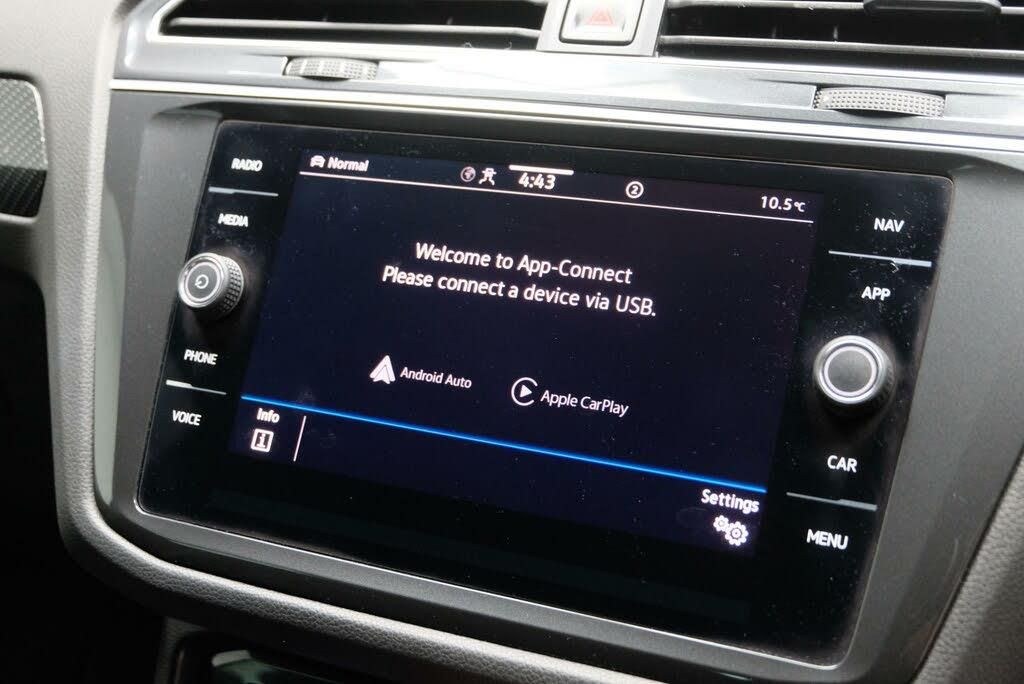 RADIO
MEDIA
PHONE
VOICE
Normal
4:43
2
10.5°C
Welcome to App-Connect
Please connect a device via USB.
Android Auto
Apple CarPlay
Info
i
Settings
NAV
APP
CAR
MENU